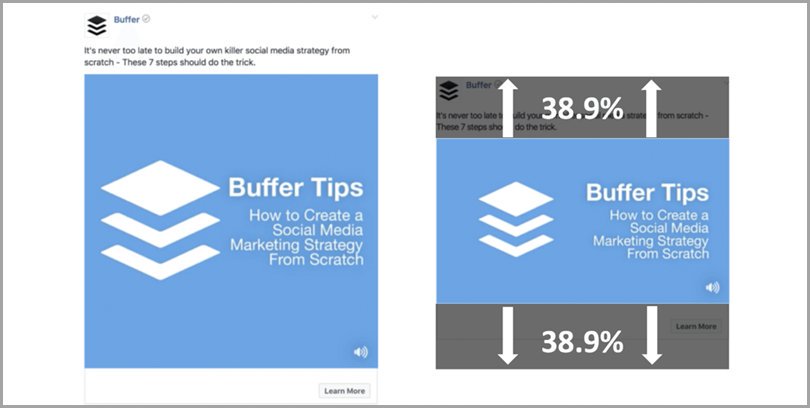 Buffer
It's never too late to build your own killer social media strategy from
scratch - These 7 steps should do the trick.
Buffer Tips
How to Create a
Social Media
Marketing Strategy
From Scratch
Learn More
Buffer
38.9%
It's never too late to build your own killer social media strategy from scratch -
These 7 steps should do the trick.
Buffer Tips
How to Create a
Social Media
Marketing Strategy
From Scratch
Learn More
38.9%